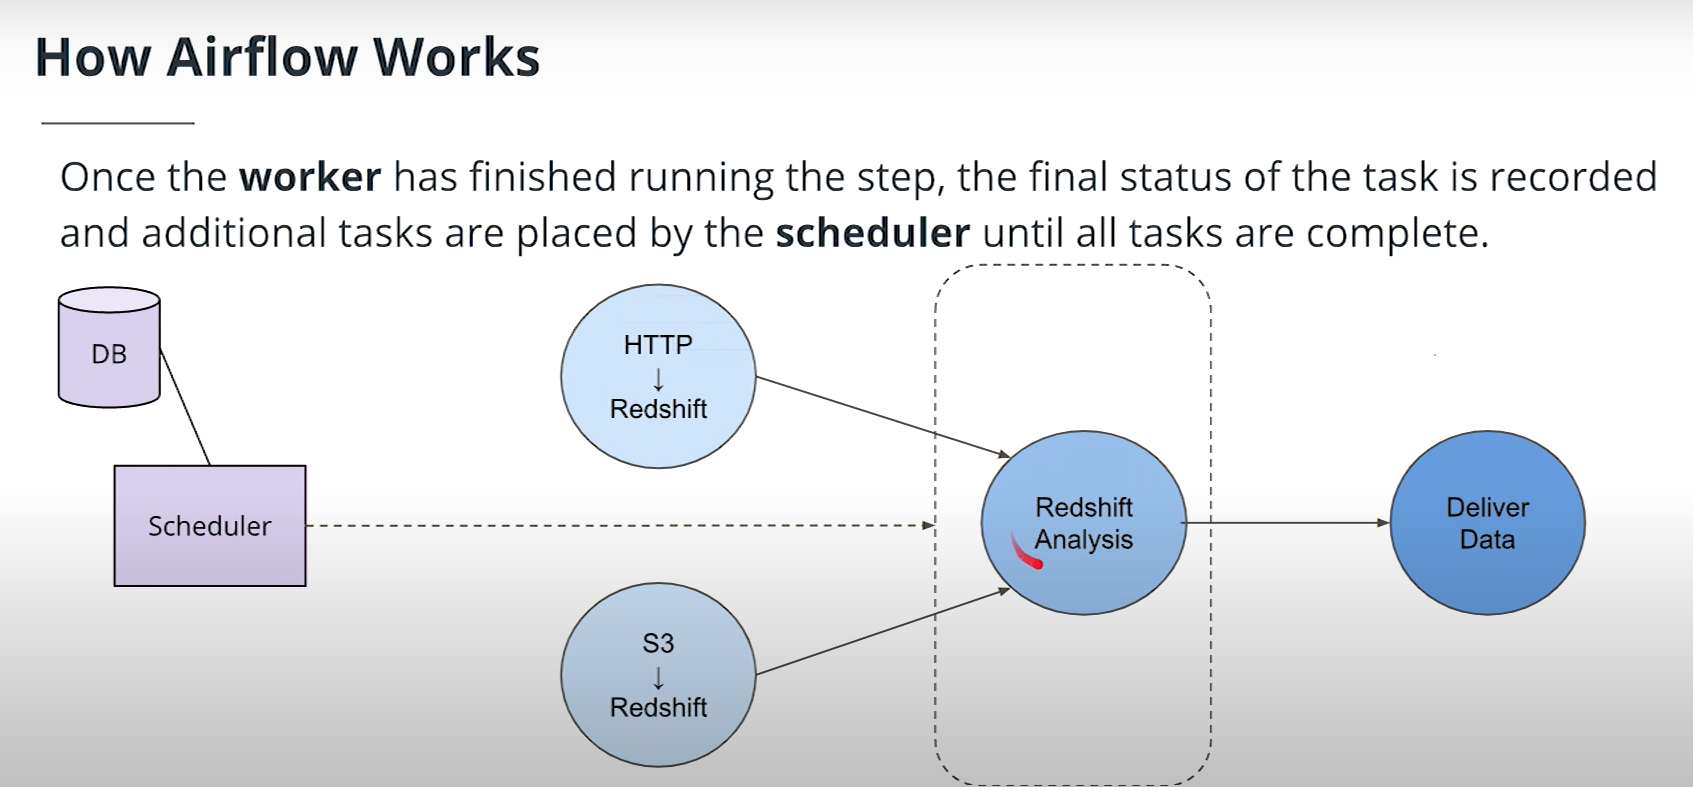 How Airflow Works
Once the worker has finished running the step, the final status of the task is recorded
and additional tasks are placed by the scheduler until all tasks are complete.
DB
Scheduler
HTTP
↓
Redshift
S3
↓
Redshift
Redshift
Analysis
Deliver
Data